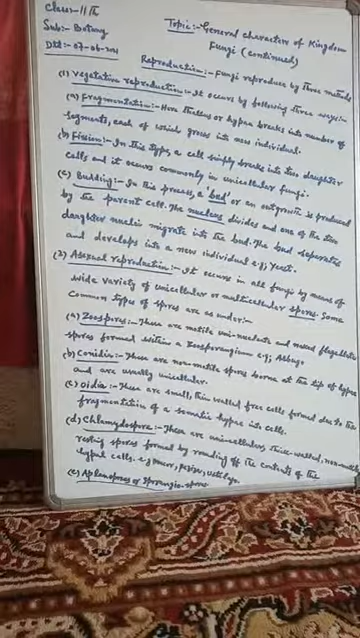 Class:- 11th
Sub:- Botany
Dtd:- 07-06-201
Topic:- General characters of Kingdom
Fungi (continued)
Reproduction:- Fungi reproduce by three methods
(1) Vegetative reproduction:- It occurs by following three ways:-
(a) Fragmentation:- Here thallus or hyphae breaks into number of
segments, each of which grows into new individual.
(b) Fission:- In this type, a cell simply breaks into two daughter
cells and it occurs commonly in unicellular fungi.
(c) Budding:- In this process, a 'bud' or an outgrowth is produced
by the parent cell. The nucleus divides and one of the two
daughter nuclei migrate into the bud. The bud separates
and develops into a new individual e.g; Yeast.
(2) Asexual reproduction:- It occurs in all fungi by means of
wide variety of unicellular or multicellular spores. Some
common types of spores are as under:-
(a) Zoospores:- These are motile uni-nucleate and flagellate
spores formed within a Zoosporangium e.g; Albugo.
(b) Conidia:- These are non-motile spores borne at the tip of hyphae
and are usually unicellular.
(c) Oidia:- These are small, thin walled free cells formed due to the
fragmentation of a somatic hyphae into cells.
(d) Chlamydospore:- These are unicellular, thick-walled, non-motile
resting spores formed by rounding off the contents of the
hyphal cells. e.g;
(e) Aplanospores or Sporangio-spores